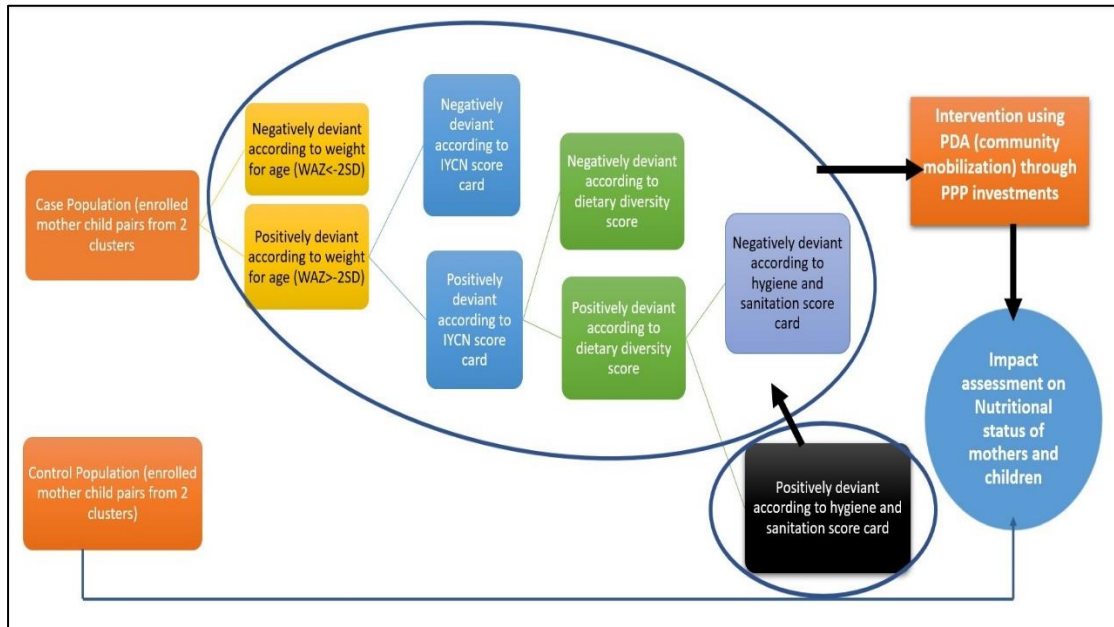 Case Population (enrolled
mother child pairs from 2
clusters
Negatively deviant
according to weight
for age (WAZ<-2SD)
Positively deviant
according to weight
for age (WAZ>-2SD)
Negatively
deviant
according to
IYCN score
card
Positively
deviant
according to
IYCN score
card
Negatively deviant
according to
dietary diversity
score
Positively deviant
according to
dietary diversity
score
Negatively deviant
according to
hygiene and
sanitation score
card
Positively deviant
according to hygiene and
sanitation score card
Intervention using
PDA (community
mobilization) through
PPP investments
Impact
assessment on
Nutritional
status of
mothers and
children
Control Population (enrolled
mother child pairs from 2
clusters)